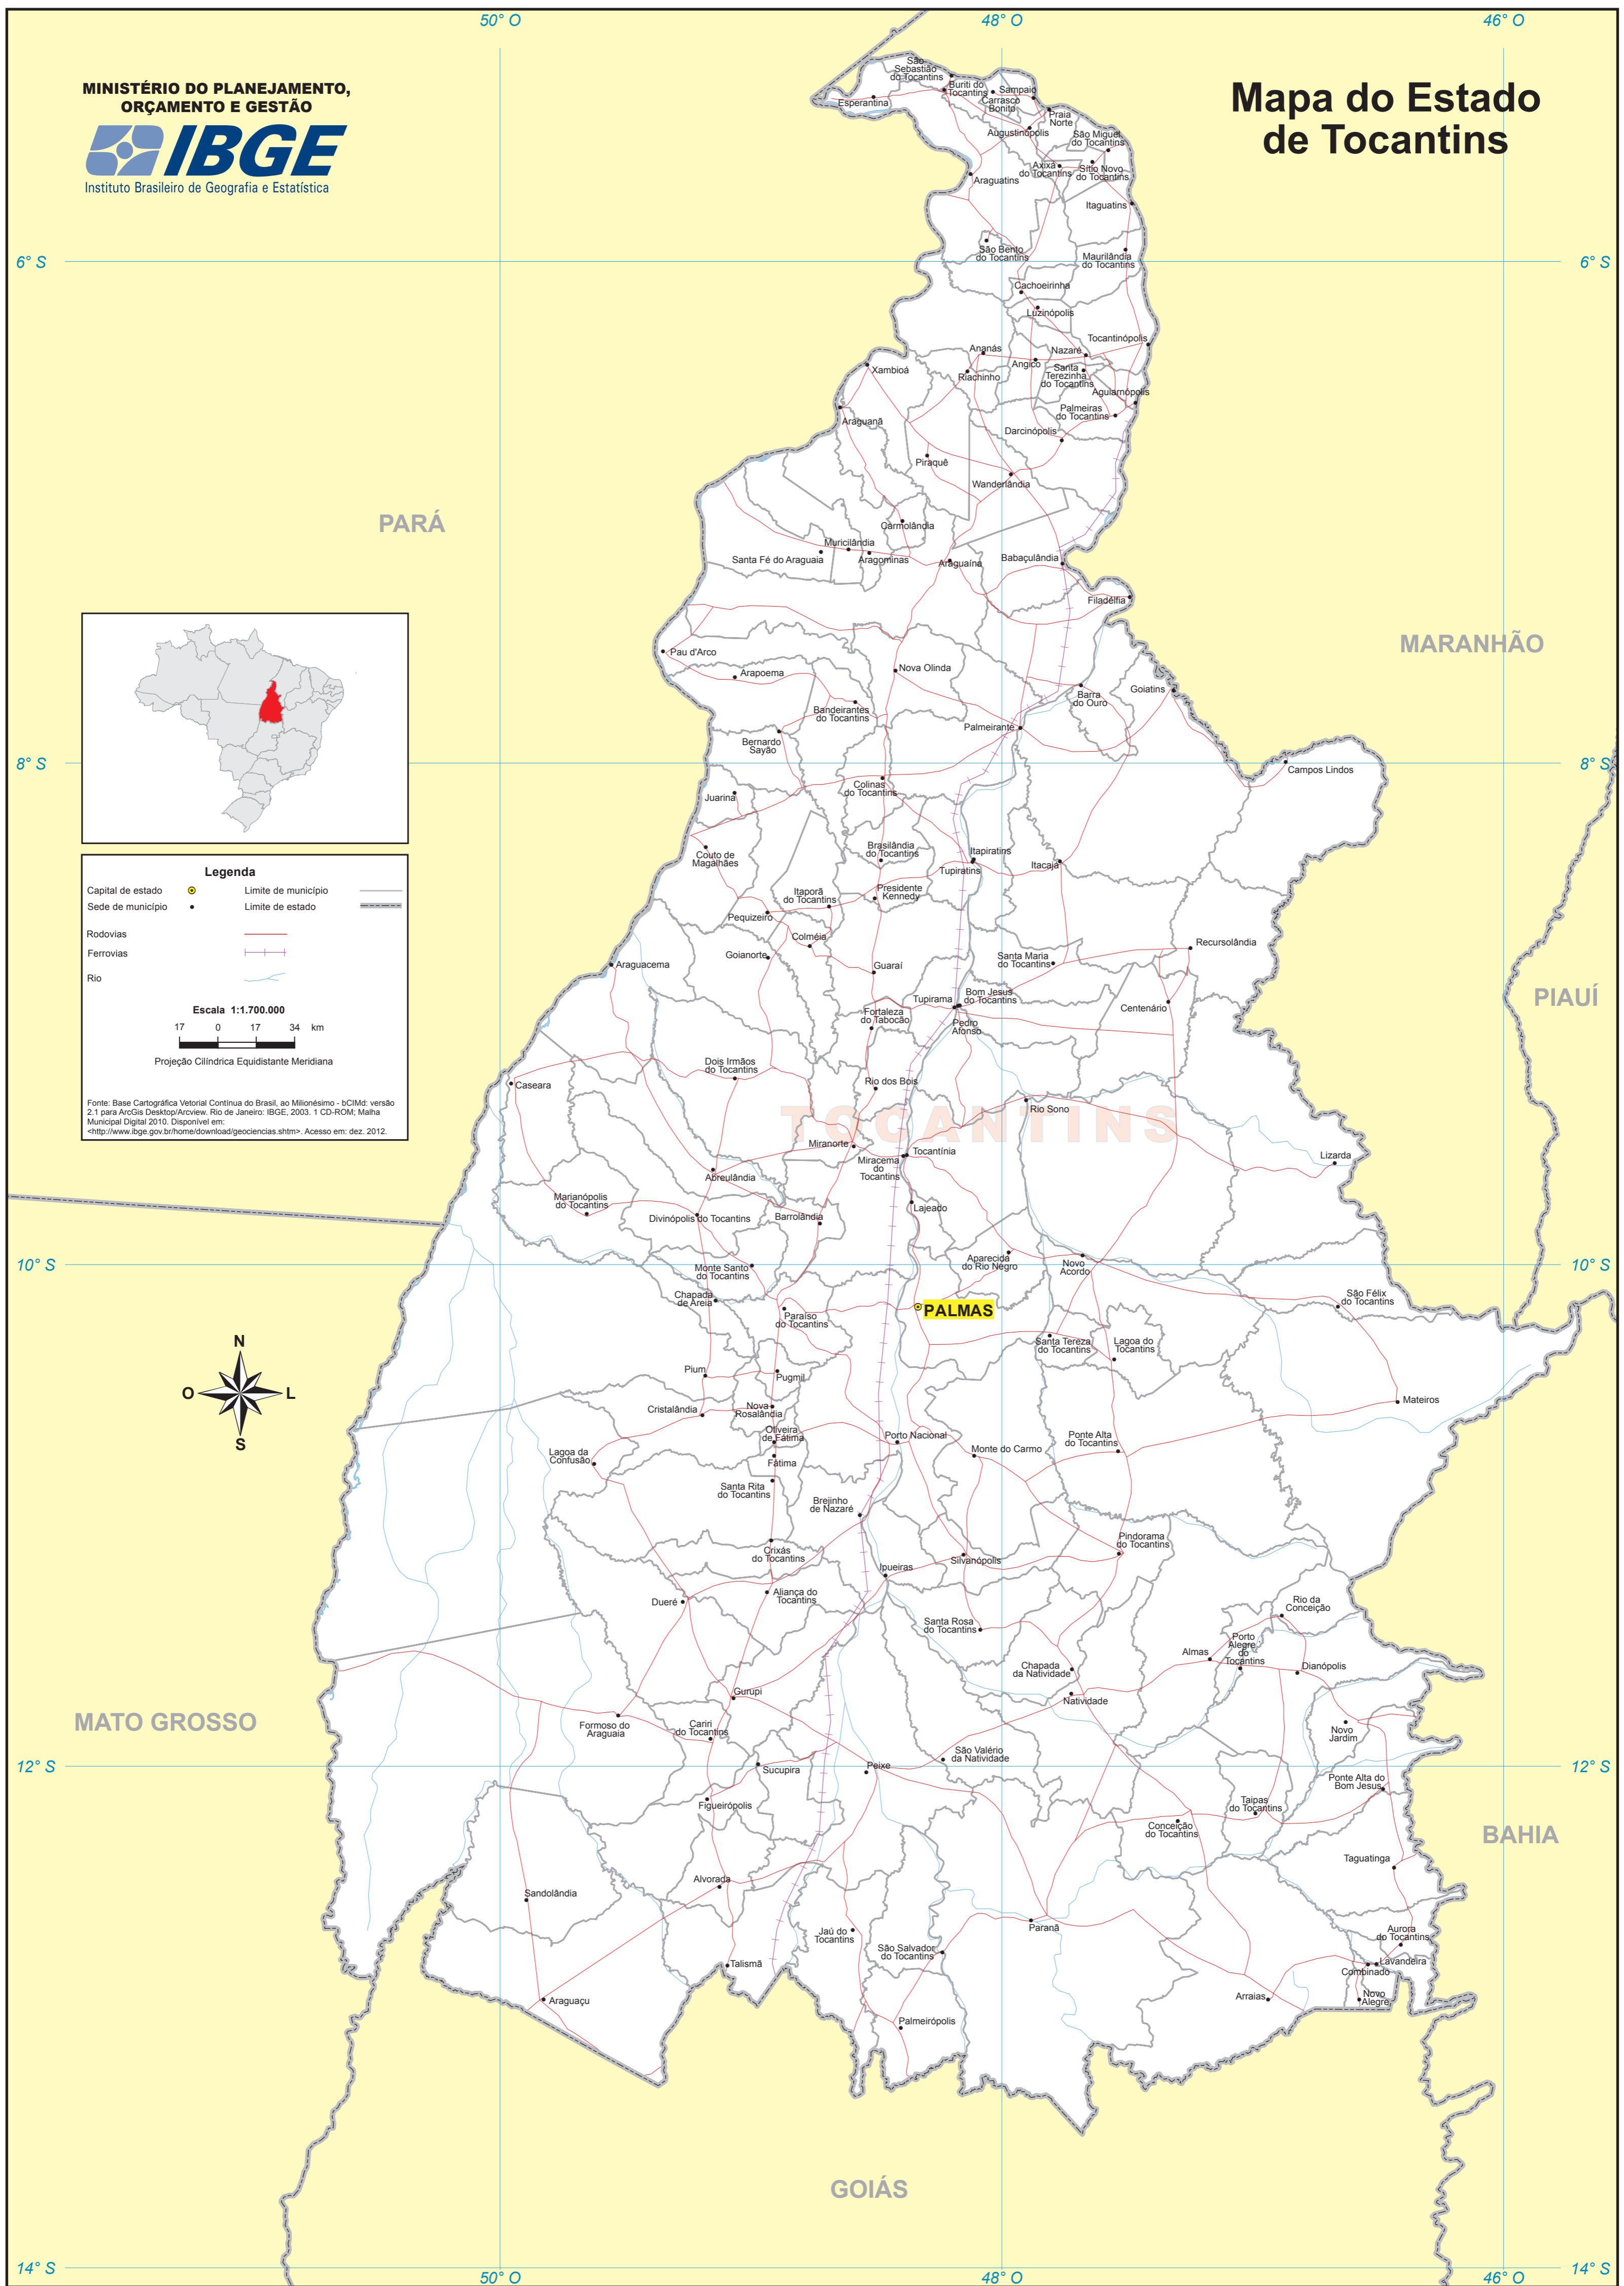 50° O
48° O
46° O
MINISTÉRIO DO PLANEJAMENTO,
ORÇAMENTO E GESTÃO
IBGE
Instituto Brasileiro de Geografia e Estatística
Mapa do Estado
de Tocantins
São
Sebastião
do Tocantins
Buriti do
Tocantins
Sampaio
Carrasco
Bonito
Esperantina
Praia
Norte
Augustinópolis
São Miguel
do Tocantins
Axixá
do Tocantins
Sítio Novo
do Tocantins
Araguatins
Itaguatins
São Bento
do Tocantins
Maurilândia
do Tocantins
6° S
6° S
Cachoeirinha
Luzinópolis
Tocantinópolis
Ananás
Nazaré
Angico
Santa
Terezinha
do Tocantins
Xambioá
Riachinho
Aguiarnópolis
Palmeiras
do Tocantins
Araguanã
Darcinópolis
Piraquê
Wanderlândia
PARÁ
Carmolândia
Muricilândia
Santa Fé do Araguaia
Aragominas
Araguaína
Babaçulândia
Filadélfia
MARANHÃO
Pau d'Arco
Arapoema
Nova Olinda
Barra
do Ouro
Goiatins
Bandeirantes
do Tocantins
Palmeirante
Bernardo
Sayão
8° S
8° S
Campos Lindos
Colinas
do Tocantins
Juarina
Couto de
Magalhães
Brasilândia
do Tocantins
Itapiratins
Tupiratins
Itacajá
Itaporã
do Tocantins
Presidente
Kennedy
Pequizeiro
Colméia
Goianorte
Recursolândia
Santa Maria
do Tocantins
Araguacema
Guaraí
Tupirama
Bom Jesus
do Tocantins
Centenário
PIAUÍ
Fortaleza
do Tabocão
Pedro
Afonso
Legenda
Capital de estado
Limite de município
Sede de município
Limite de estado
Rodovias
Ferrovias
Rio
Escala 1:1.700.000
17 0 17 34 km
Projeção Cilíndrica Equidistante Meridiana
Fonte: Base Cartográfica Vetorial Contínua do Brasil, ao Milionésimo - bCIMd: versão
2.1 para ArcGis Desktop/Arcview. Rio de Janeiro: IBGE, 2003. 1 CD-ROM; Malha
Municipal Digital 2010. Disponível em:
<http://www.ibge.gov.br/home/download/geociencias.shtm>. Acesso em: dez. 2012.
Dois Irmãos
do Tocantins
Caseara
Rio dos Bois
Rio Sono
TOCANTINS
Miranorte
Miracema
do
Tocantins
Tocantínia
Lizarda
Abreulândia
Marianópolis
do Tocantins
Lajeado
Divinópolis do Tocantins
Barrolândia
10° S
10° S
Aparecida
do Rio Negro
Novo
Acordo
Monte Santo
do Tocantins
Chapada
de Areia
São Félix
do Tocantins
PALMAS
Paraíso
do Tocantins
Santa Tereza
do Tocantins
Lagoa do
Tocantins
N
O
L
S
Pium
Pugmil
Mateiros
Cristalândia
Nova
Rosalândia
Oliveira
de Fátima
Porto Nacional
Ponte Alta
do Tocantins
Lagoa da
Confusão
Fátima
Monte do Carmo
Santa Rita
do Tocantins
Brejinho
de Nazaré
Pindorama
do Tocantins
Crixás
do Tocantins
Silvanópolis
Ipueiras
Aliança do
Tocantins
Dueré
Rio da
Conceição
Santa Rosa
do Tocantins
Porto
Alegre
do
Tocantins
Almas
Dianópolis
Chapada
da Natividade
Natividade
Gurupi
MATO GROSSO
Formoso do
Araguaia
Cariri
do Tocantins
Novo
Jardim
São Valério
da Natividade
12° S
12° S
Sucupira
Peixe
Ponte Alta do
Bom Jesus
Figueirópolis
Taipas
do Tocantins
Conceição
do Tocantins
BAHIA
Taguatinga
Alvorada
Sandolândia
Paranã
Jaú do
Tocantins
São Salvador
do Tocantins
Aurora
do Tocantins
Talismã
Lavandeira
Combinado
Araguaçu
Arraias
Novo
Alegre
Palmeirópolis
GOIÁS
14° S
14° S
50° O
48° O
46° O